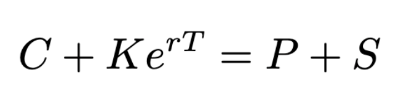 C + Ke^{rT} = P + S